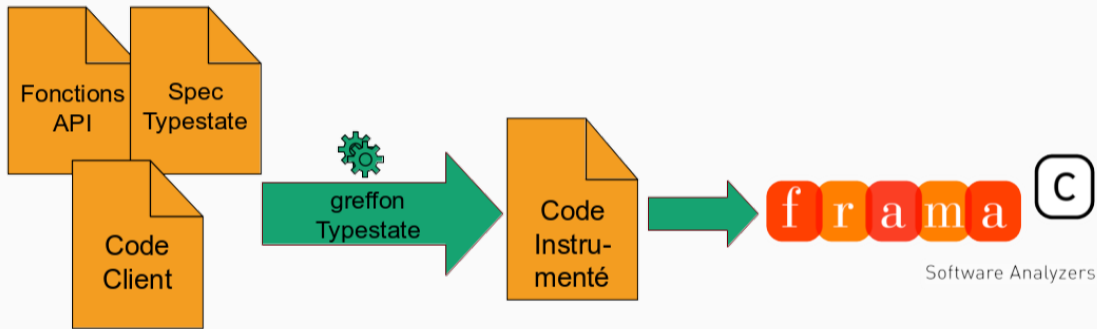 Fonctions
API
Spec
Typestate
Code
Client
greffon
Typestate
Code
Instru-
menté
frama
C
Software Analyzers